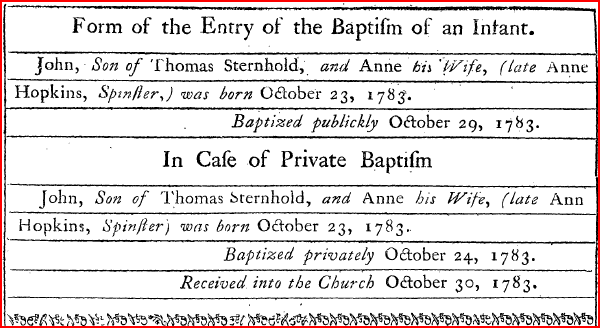 Form of the Entry of the Baptiſm of an Infant.
John, Son of Thomas Sternhold, and Anne his Wife, (late Anne
Hopkins, Spinſter,) was born October 23, 1783.
Baptized publickly October 29, 1783.
In Caſe of Private Baptiſm
John, Son of Thomas Sternhold, and Anne his Wife, (late Ann
Hopkins, Spinſter) was born October 23, 1783.
Baptized privately October 24, 1783.
Received into the Church October 30, 1783.